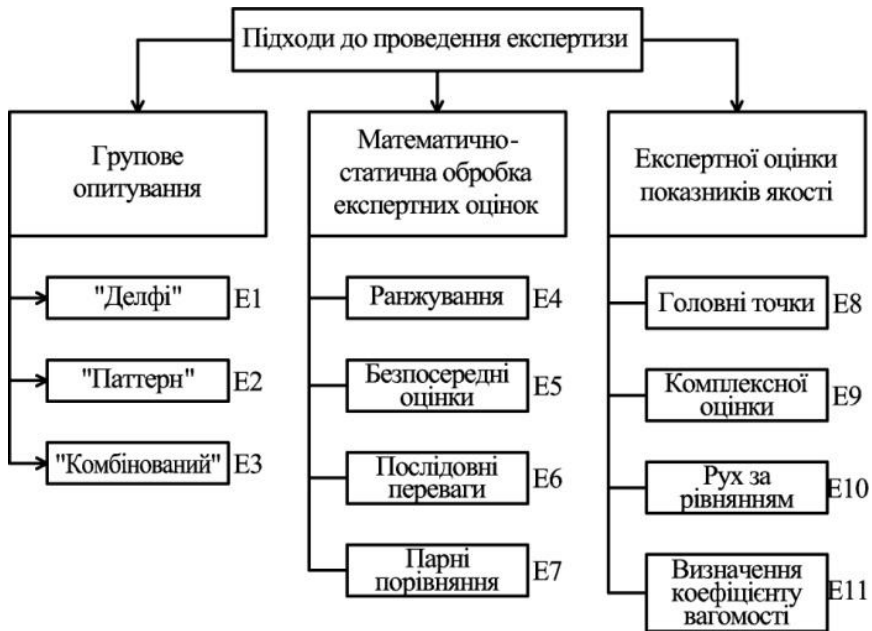 Підходи до проведення експертизи
Групове
опитування
"Делфі" E1
"Паттерн" E2
"Комбінований" E3
Математично-
статична обробка
експертних оцінок
Ранжування E4
Безпосередні
оцінки E5
Послідовні
переваги E6
Парні
порівняння E7
Експертної оцінки
показників якості
Головні точки E8
Комплексної
оцінки E9
Рух за
рівнянням E10
Визначення
коефіцієнту
вагомості E11